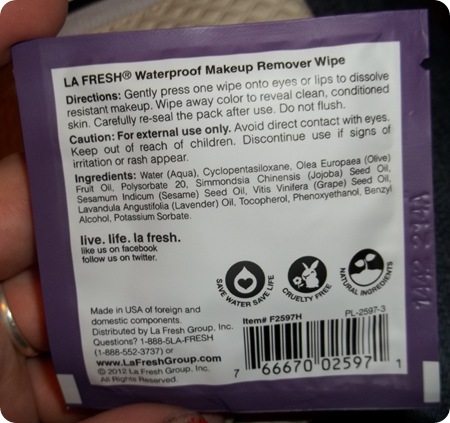 LA FRESH® Waterproof Makeup Remover Wipe
Directions: Gently press one wipe onto eyes or lips to dissolve
resistant makeup. Wipe away color to reveal clean, conditioned
skin. Carefully re-seal the pack after use. Do not flush.
Caution: For external use only. Avoid direct contact with eyes.
Keep out of reach of children. Discontinue use if signs of
irritation or rash appear.
Ingredients: Water (Aqua), Cyclopentasiloxane, Olea Europaea (Olive)
Fruit Oil, Polysorbate 20, Simmondsia Chinensis (Jojoba) Seed Oil,
Sesamum Indicum (Sesame) Seed Oil, Vitis Vinifera (Grape) Seed Oil,
Lavandula Angustifolia (Lavender) Oil, Tocopherol, Phenoxyethanol, Benzyl
Alcohol, Potassium Sorbate.
live. life. la fresh.
like us on facebook
follow us on twitter.
SAVE WATER SAVE LIFE
CRUELTY FREE
NATURAL INGREDIENTS
Made in USA of foreign and
domestic components.
Distributed by La Fresh Group, Inc.
Questions? 1-888-5LA-FRESH
(1-888-552-3737) or
www.LaFreshGroup.com
© 2012 La Fresh Group, Inc.
All Rights Reserved.
Item# F2597H
PL-2597-3
7 66670 02597 1